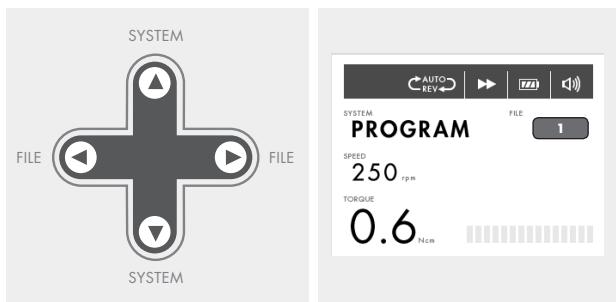 SYSTEM
FILE FILE
SYSTEM
AUTO
REV
SYSTEM FILE
PROGRAM 1
SPEED
250 rpm
TORQUE
0.6 Ncm